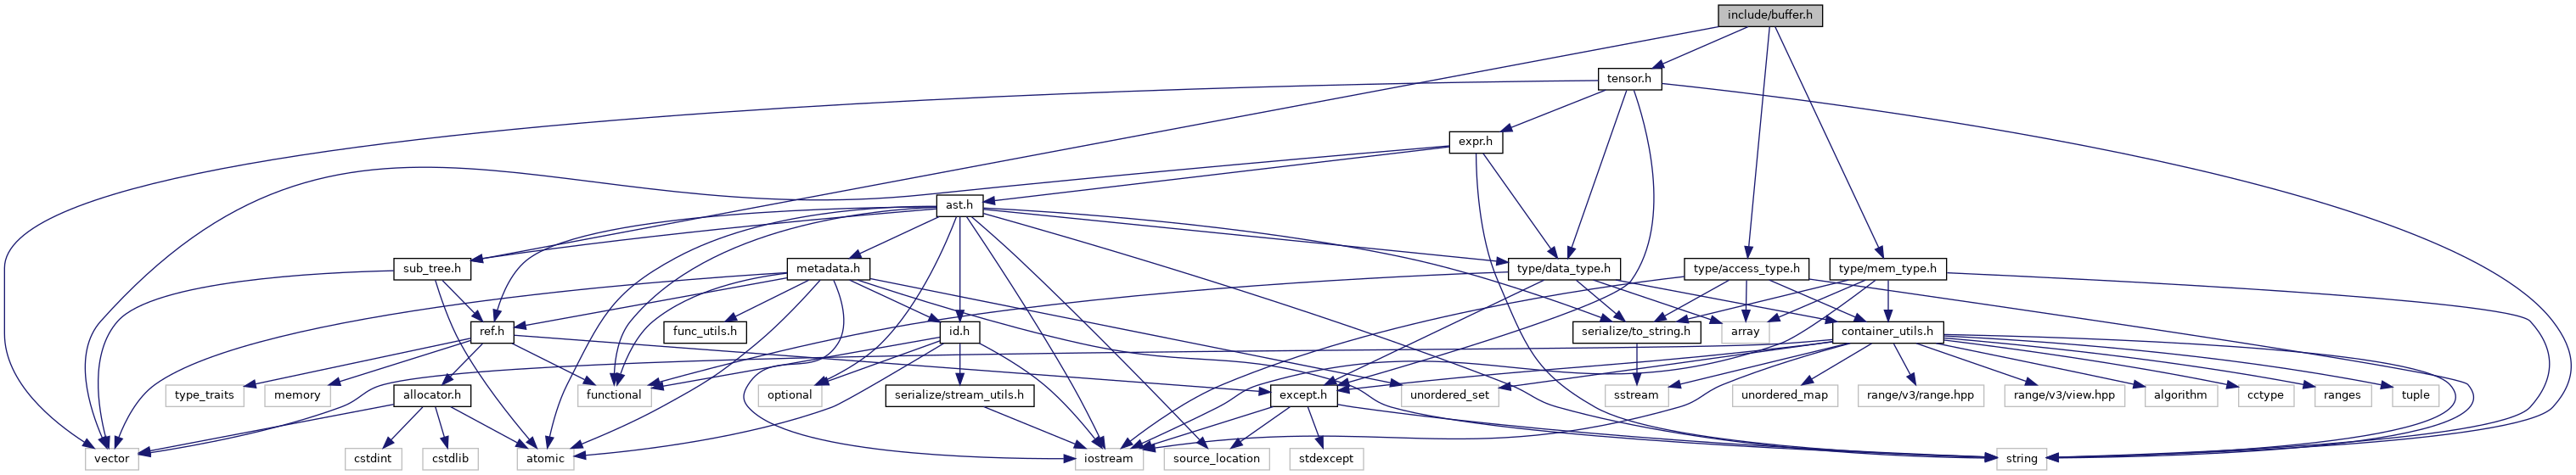 include/buffer.h
tensor.h
expr.h
ast.h
sub_tree.h
metadata.h
type/data_type.h
type/access_type.h
type/mem_type.h
ref.h
func_utils.h
id.h
serialize/to_string.h
array
container_utils.h
type_traits
memory
allocator.h
functional
optional
serialize/stream_utils.h
except.h
unordered_set
sstream
unordered_map
range/v3/range.hpp
range/v3/view.hpp
algorithm
cctype
ranges
tuple
vector
cstdint
cstdlib
atomic
iostream
source_location
stdexcept
string